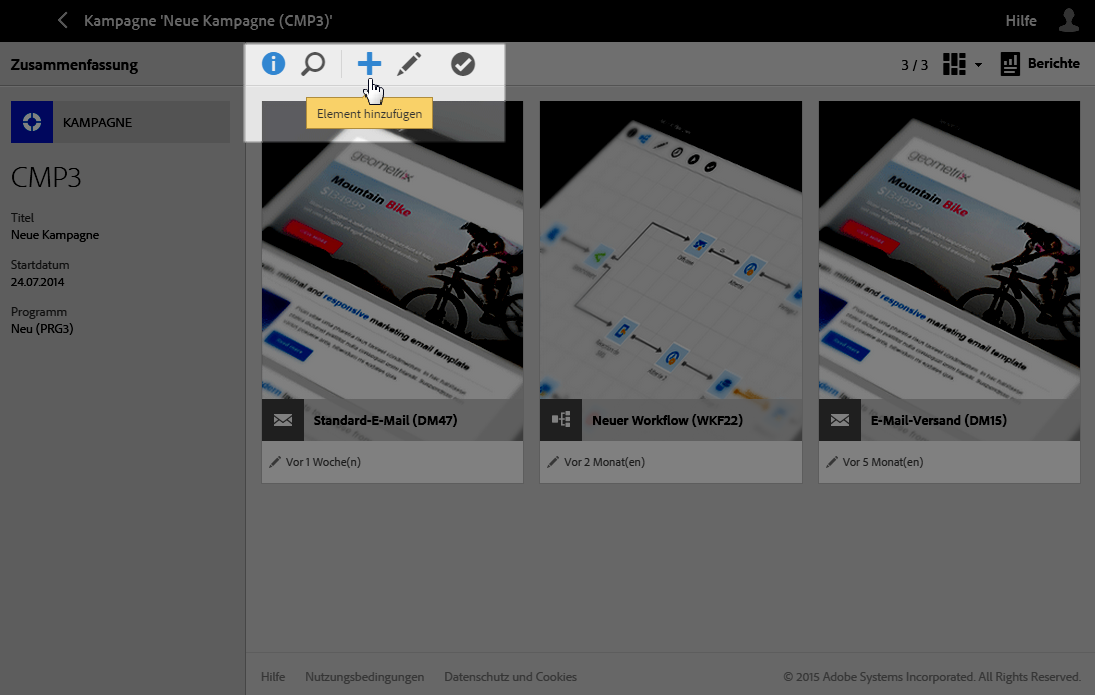 Kampagne 'Neue Kampagne (CMP3)'
Hilfe
Zusammenfassung
3 / 3
Berichte
Element hinzufügen
KAMPAGNE
CMP3
Titel
Neue Kampagne
Startdatum
24.07.2014
Programm
Neu (PRG3)
geometrixx
Mountain Bike
responsive marketing email template
Standard-E-Mail (DM47)
Vor 1 Woche(n)
Neuer Workflow (WKF22)
Vor 2 Monat(en)
geometrixx
Mountain Bike
minimal and responsive marketing email template
E-Mail-Versand (DM15)
Vor 5 Monat(en)
Hilfe
Nutzungsbedingungen
Datenschutz und Cookies
© 2015 Adobe Systems Incorporated. All Rights Reserved.